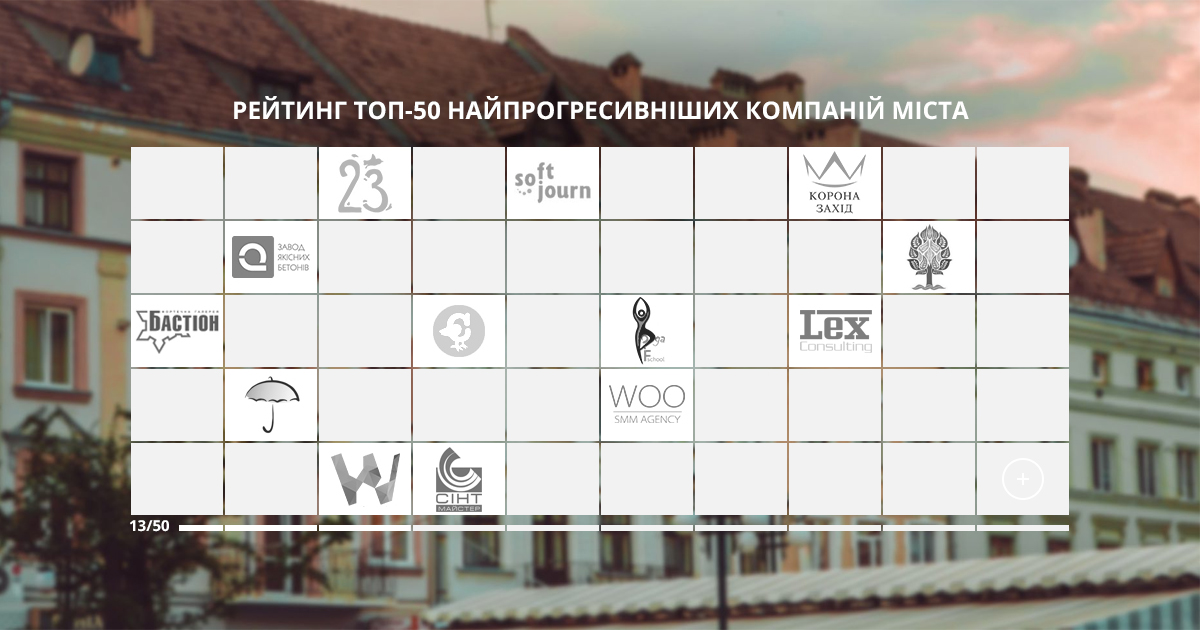 РЕЙТИНГ ТОП-50 НАЙПРОГРЕСИВНІШИХ КОМПАНІЙ МІСТА
23
soft
journ
КОРОНА
ЗАХІД
ЗАВОД
ЯКІСНИХ
БЕТОНІВ
БАСТІОН
school
Lex
Consulting
WOO
SMM AGENCY
W
СІНТ
МАЙСТЕР
13/50